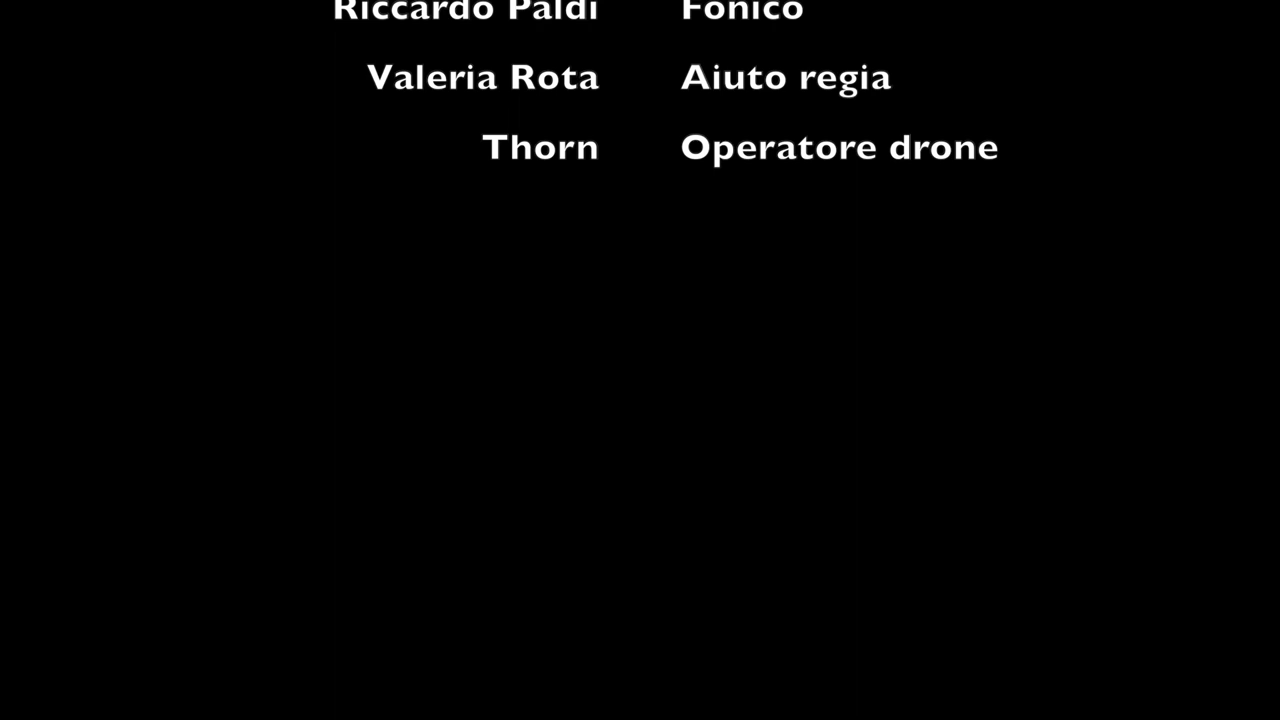 Riccardo Paldi Fonico
Valeria Rota Aiuto regia
Thorn Operatore drone